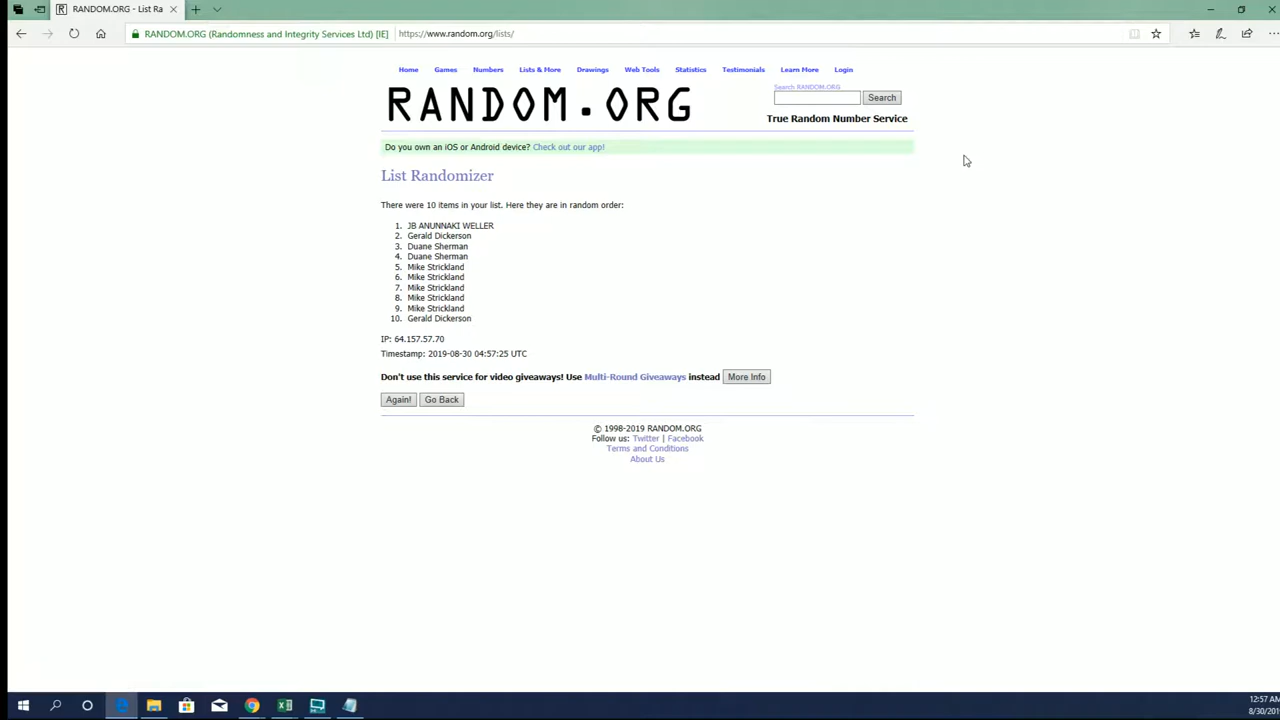 RANDOM.ORG - List Ra
RANDOM.ORG (Randomness and Integrity Services Ltd) [IE]
https://www.random.org/lists/
Home Games Numbers Lists & More Drawings Web Tools Statistics Testimonials Learn More Login
RANDOM.ORG
Search RANDOM.ORG
Search
True Random Number Service
Do you own an iOS or Android device? Check out our app!
List Randomizer
There were 10 items in your list. Here they are in random order:
1. JB ANUNNAKI WELLER
2. Gerald Dickerson
3. Duane Sherman
4. Duane Sherman
5. Mike Strickland
6. Mike Strickland
7. Mike Strickland
8. Mike Strickland
9. Mike Strickland
10. Gerald Dickerson
IP: 64.157.57.70
Timestamp: 2019-08-30 04:57:25 UTC
Don't use this service for video giveaways! Use Multi-Round Giveaways instead More Info
Again! Go Back
© 1998-2019 RANDOM.ORG
Follow us: Twitter | Facebook
Terms and Conditions
About Us
12:57 AM
8/30/201